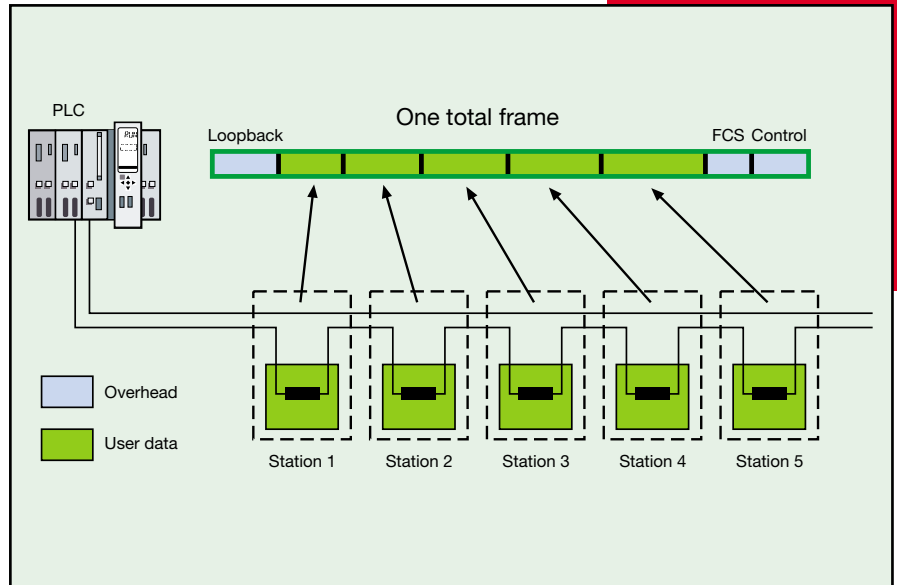 PLC
One total frame
Loopback
FCS Control
RUN
Overhead
User data
Station 1 Station 2 Station 3 Station 4 Station 5